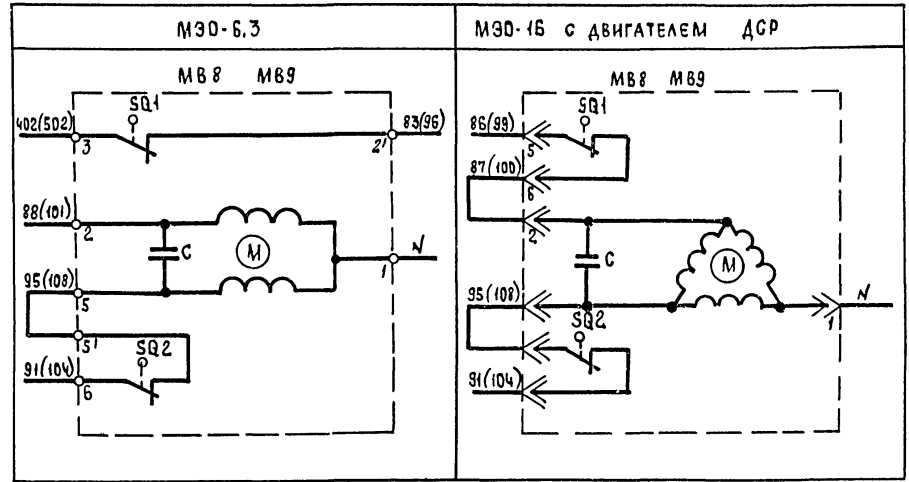 МЭО-6,3
МВ8 МВ9
SQ1
402(502)
3
2'
83(96)
88(101)
2
C
М
N
1
95(108)
5
5'
SQ2
91(104)
6
МЭО-16 С ДВИГАТЕЛЕМ ДСР
МВ8 МВ9
SQ1
86(99)
5
87(100)
6
2
C
М
95(108)
N
1
SQ2
91(104)